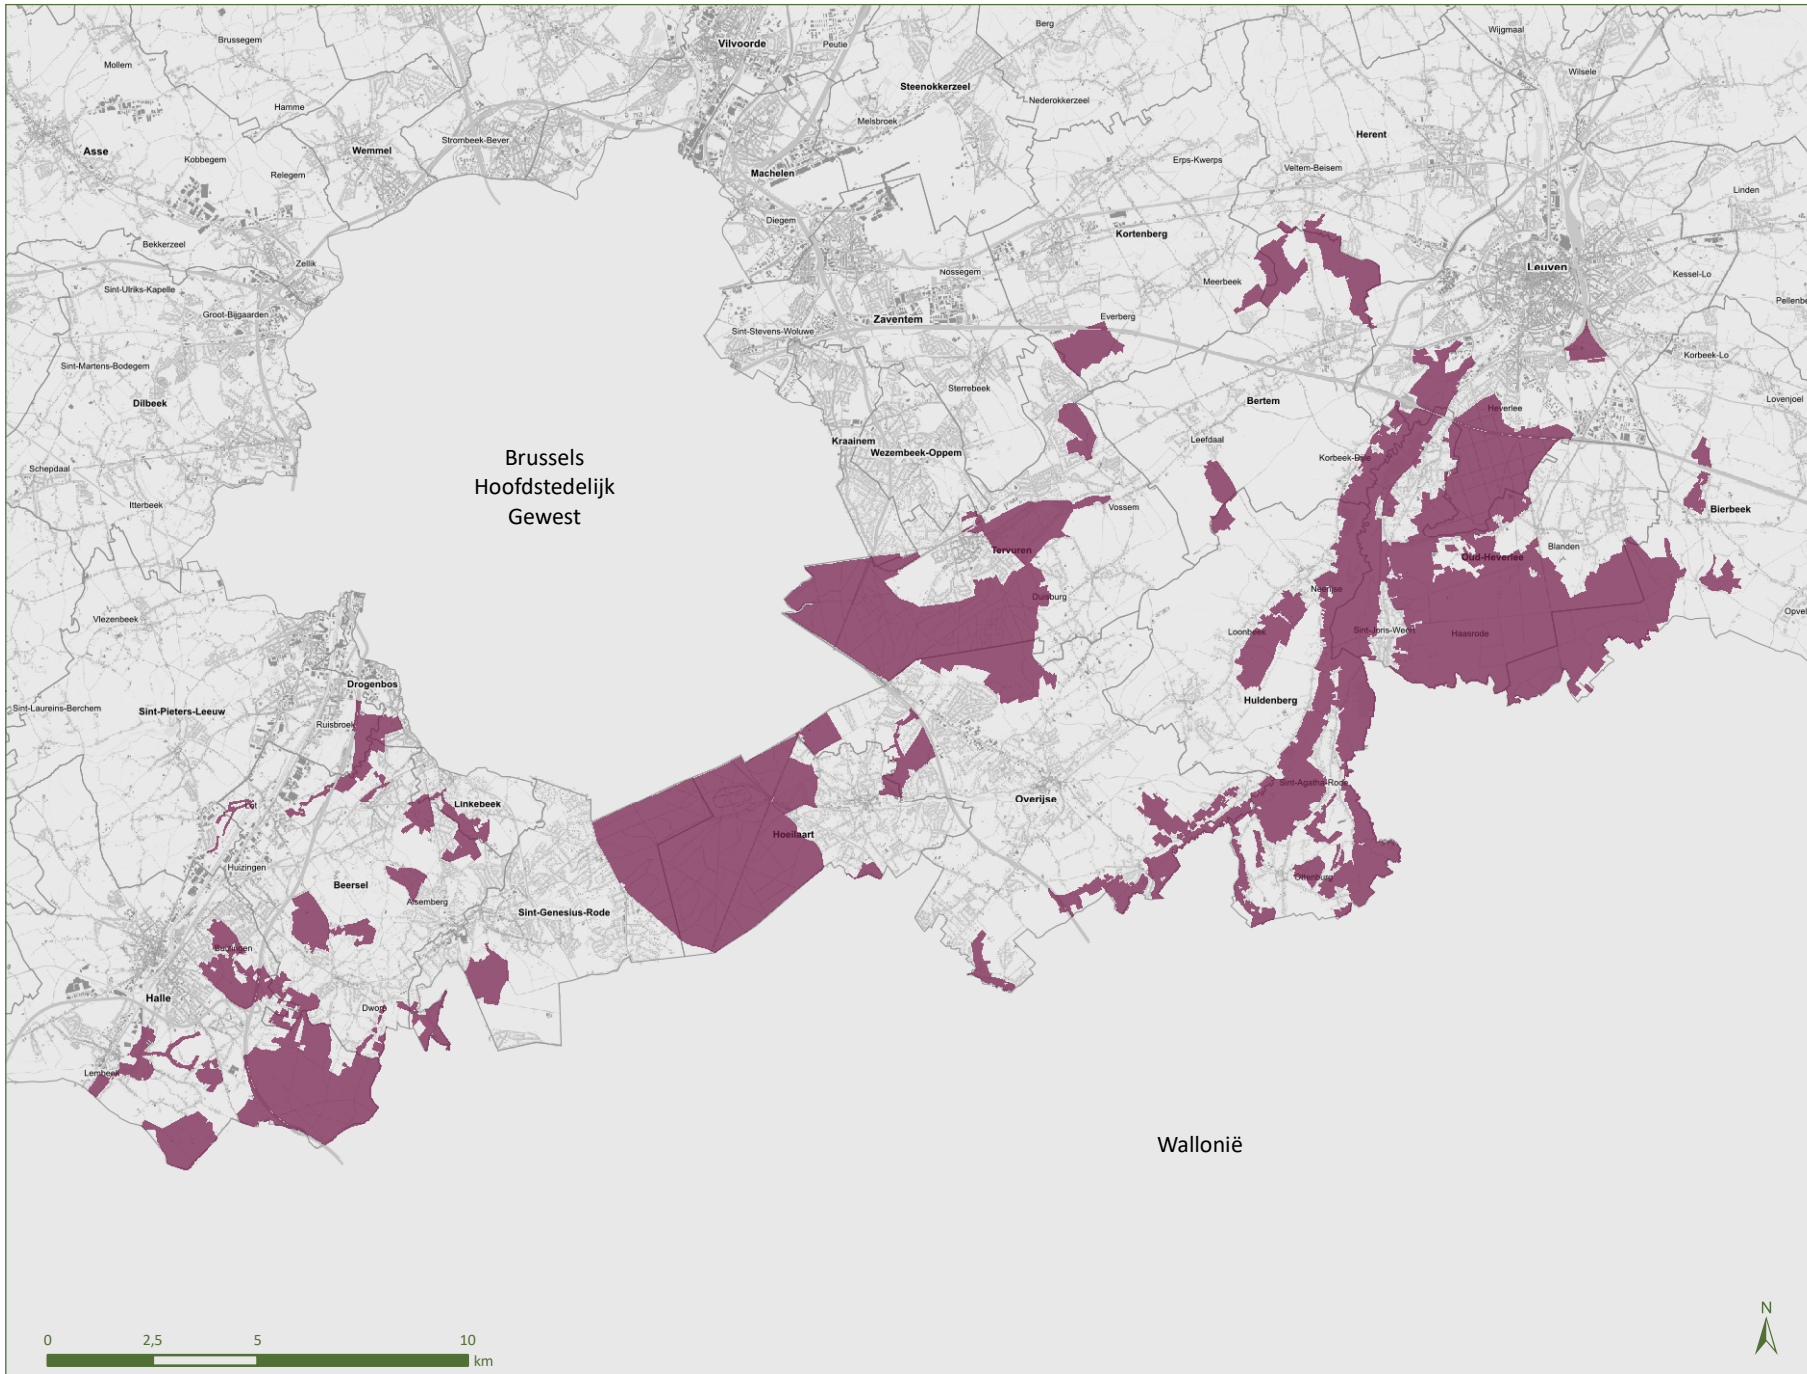 Vilvoorde
Peutie
Berg
Wijgmaal
Brussegem
Mollem
Wilsele
Steenokkerzeel
Nederokkerzeel
Hamme
Melsbroek
Herent
Strombeek-Bever
Wemmel
Asse
Kobbegem
Erps-Kwerps
Veltem-Beisem
Relegem
Machelen
Linden
Diegem
Kortenberg
Bekkerzeel
Zellik
Nossegem
Leuven
Kessel-Lo
Meerbeek
Sint-Ulriks-Kapelle
Groot-Bijgaarden
Zaventem
Everberg
Sint-Stevens-Woluwe
Korbeek-Lo
Sint-Martens-Bodegem
Sterrebeek
Dilbeek
Bertem
Lovenjoel
Heverlee
Kraainem
Wezembeek-Oppem
Leefdaal
Korbeek-Dijle
Schepdaal
Brussels
Hoofdstedelijk
Gewest
Itterbeek
Vossem
Bierbeek
Tervuren
Blanden
Oud-Heverlee
Neerijse
Duisburg
Vlezenbeek
Loonbeek
Sint-Joris-Weert
Haasrode
Drogenbos
Huldenberg
Sint-Laureins-Berchem
Sint-Pieters-Leeuw
Ruisbroek
Sint-Agatha-Rode
Lot
Linkebeek
Overijse
Hoeilaart
Huizingen
Beersel
Ottenburg
Alsemberg
Sint-Genesius-Rode
Buizingen
Halle
Dworp
Lembeek
Wallonië
0 2,5 5 10
km
N